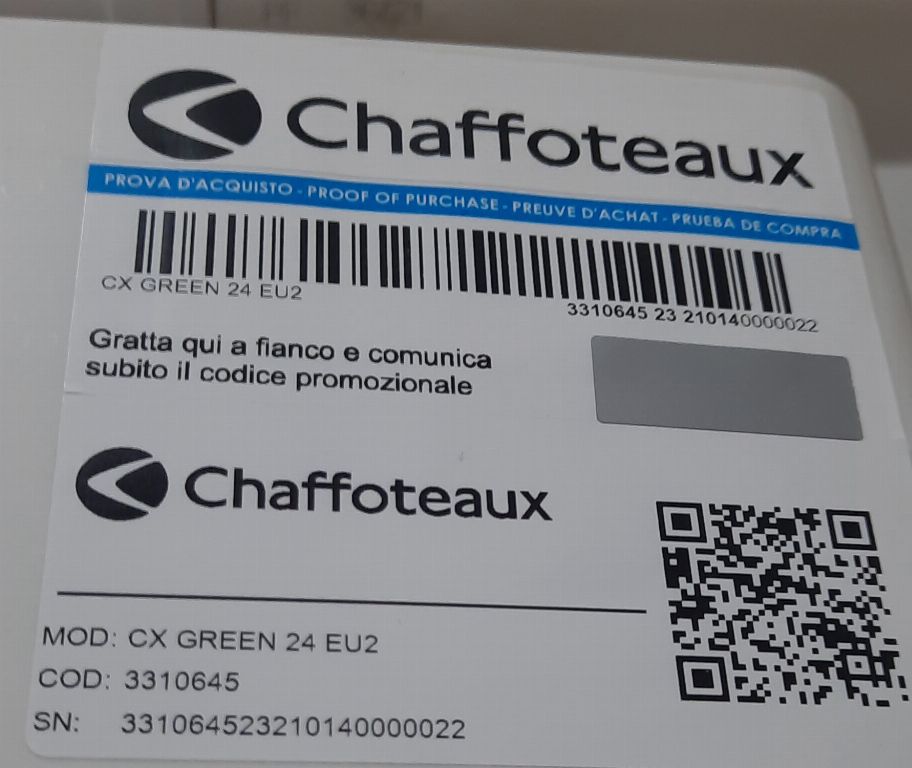 Chaffoteaux
PROVA D'ACQUISTO - PROOF OF PURCHASE - PREUVE D'ACHAT - PRUEBA DE COMPRA
CX GREEN 24 EU2
3310645 23 210140000022
Gratta qui a fianco e comunica
subito il codice promozionale
Chaffoteaux
MOD: CX GREEN 24 EU2
COD: 3310645
SN: 331064523210140000022